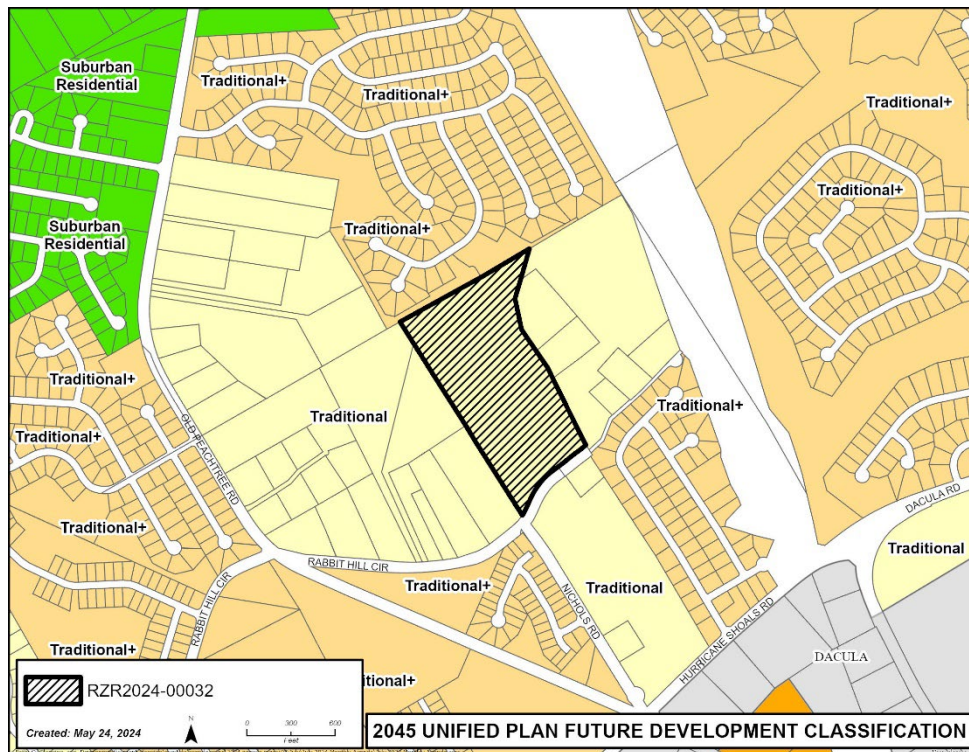 Suburban
Residential
Traditional+
Traditional+
Traditional+
Traditional+
Suburban
Residential
Traditional+
Traditional+
Traditional
Traditional+
Traditional+
OLD PEACHTREE RD
DACULA RD
Traditional+
Traditional
RABBIT HILL CIR
Traditional+
Traditional
RABBIT HILL CIR
NICHOLS RD
HURRICANE SHOALS RD
Traditional+
DACULA
itional+
RZR2024-00032
N
0 300 600
Feet
Created: May 24, 2024
2045 UNIFIED PLAN FUTURE DEVELOPMENT CLASSIFICATION